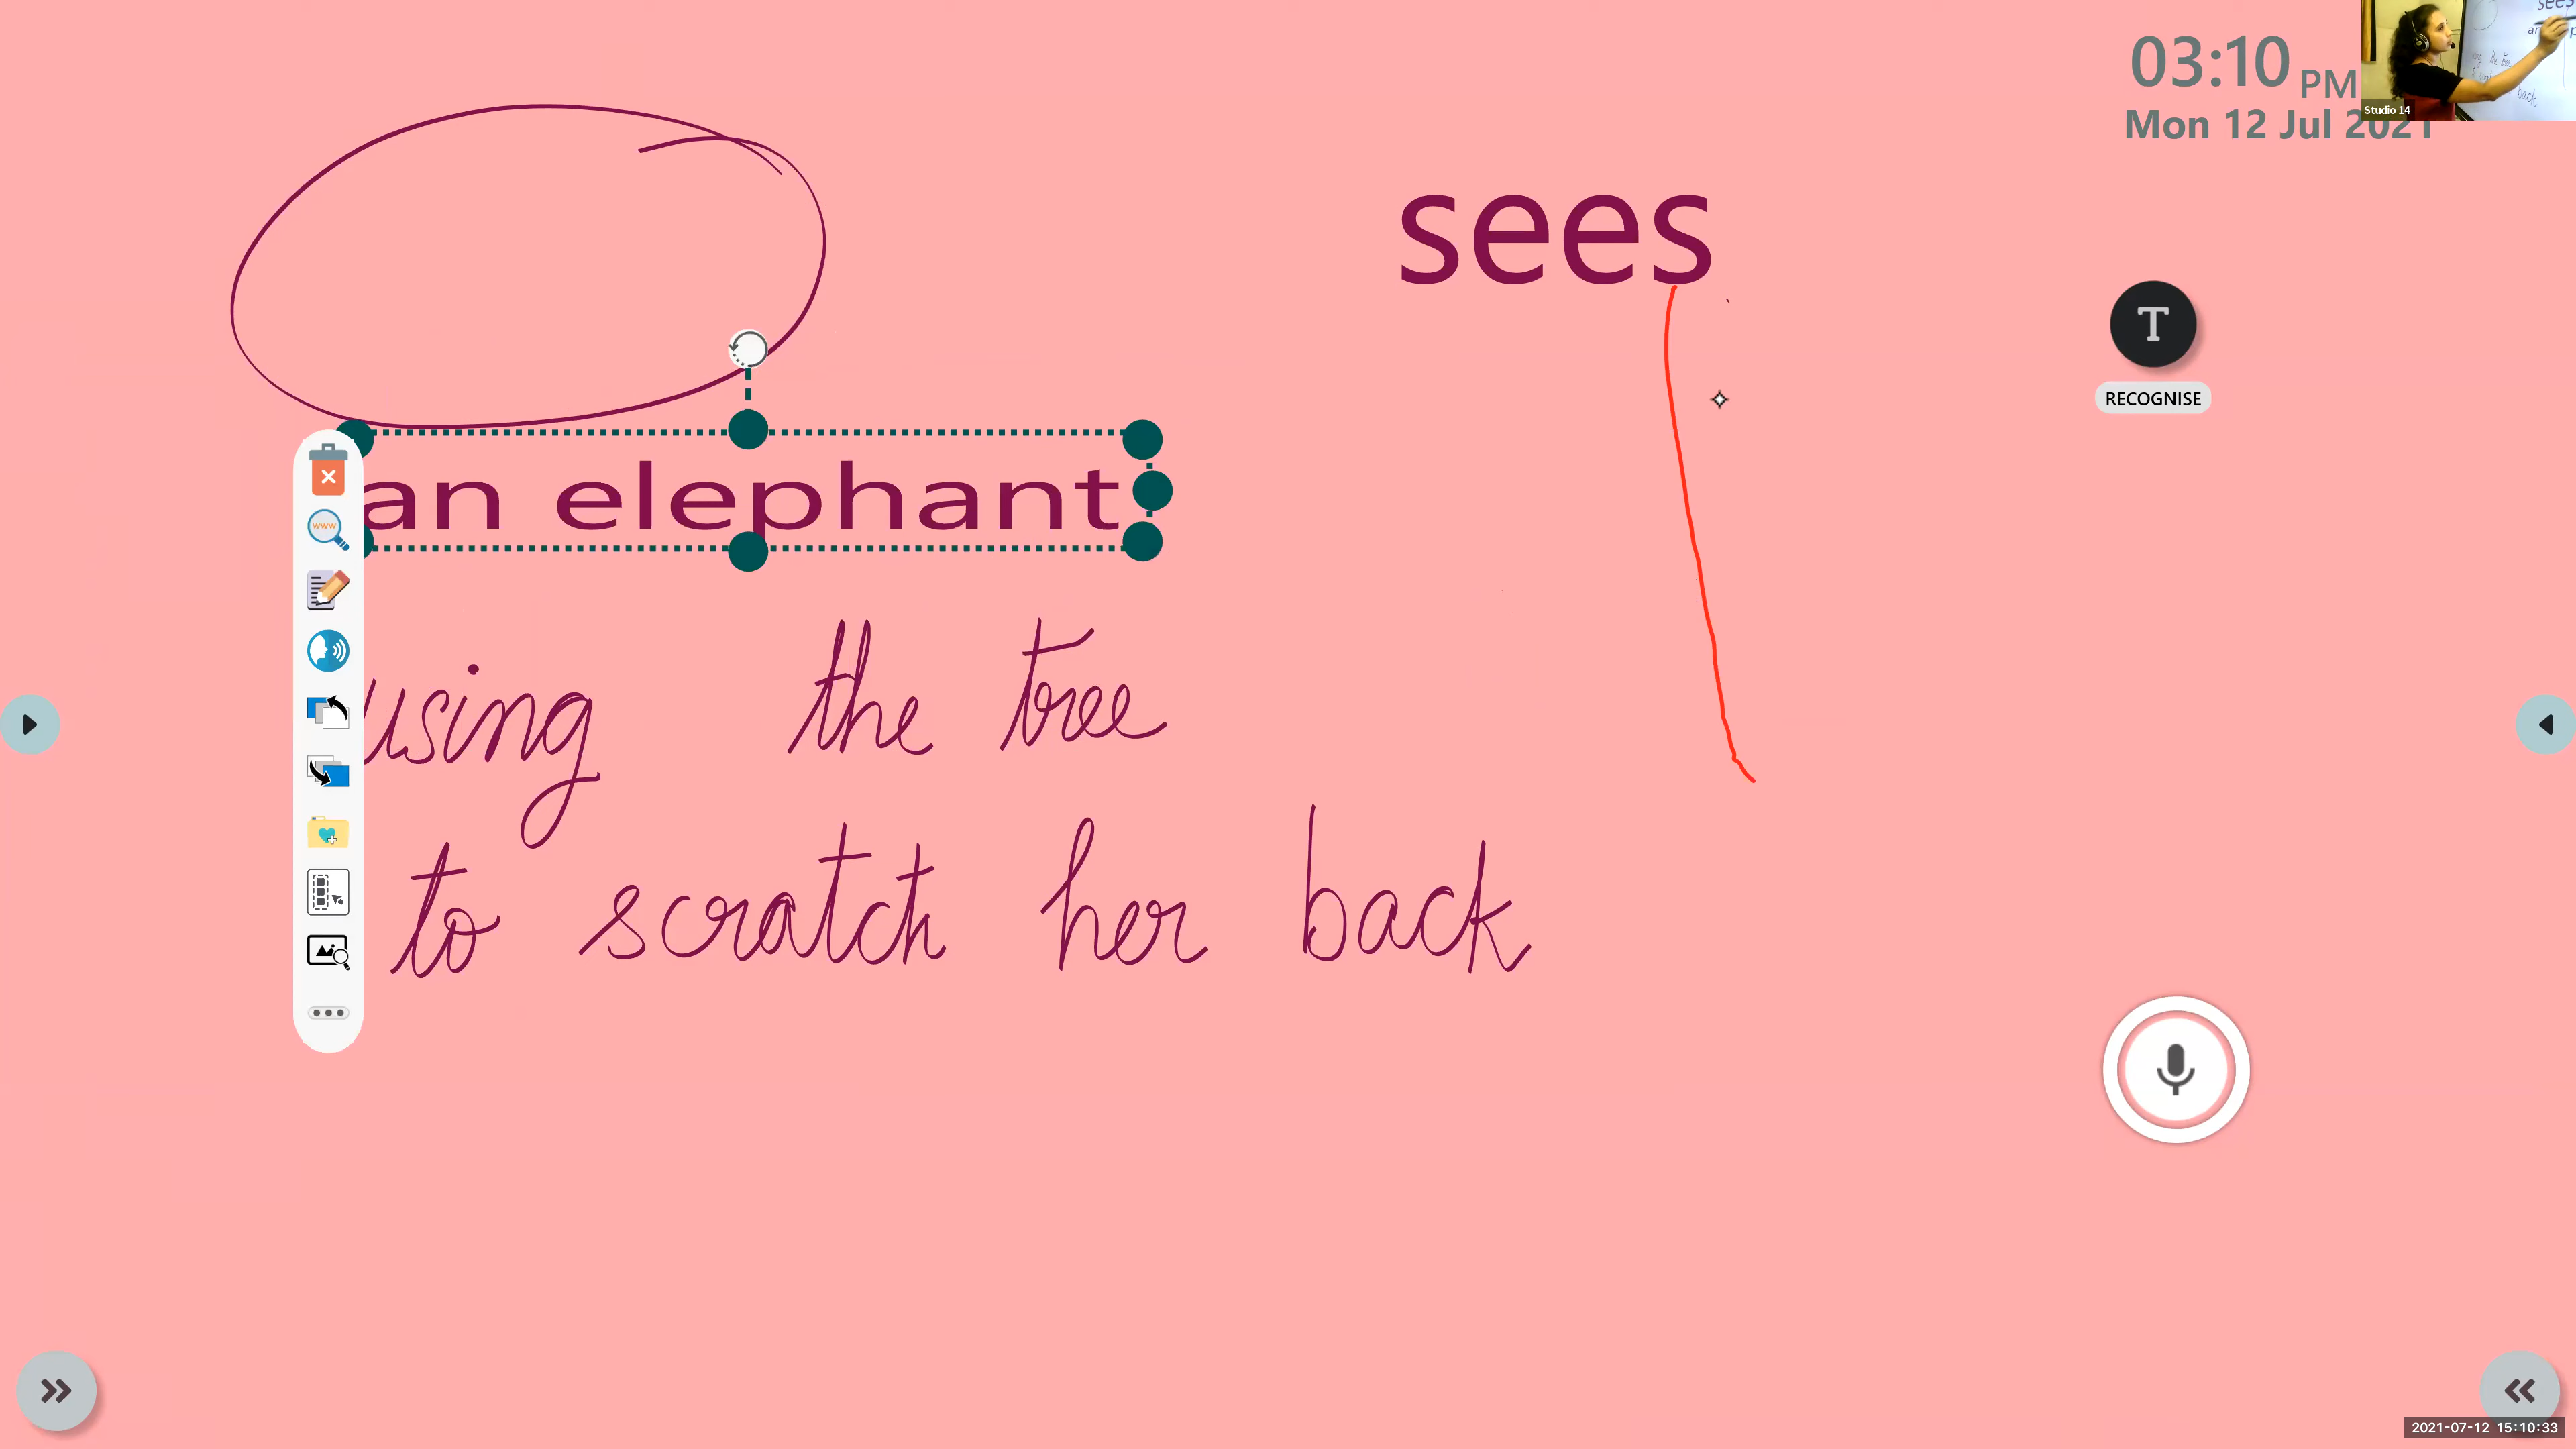 03:10 PM
Mon 12 Jul 2021
Studio 14
sees
RECOGNISE
an elephant
using the tree
to scratch her back
2021-07-12 15:10:33